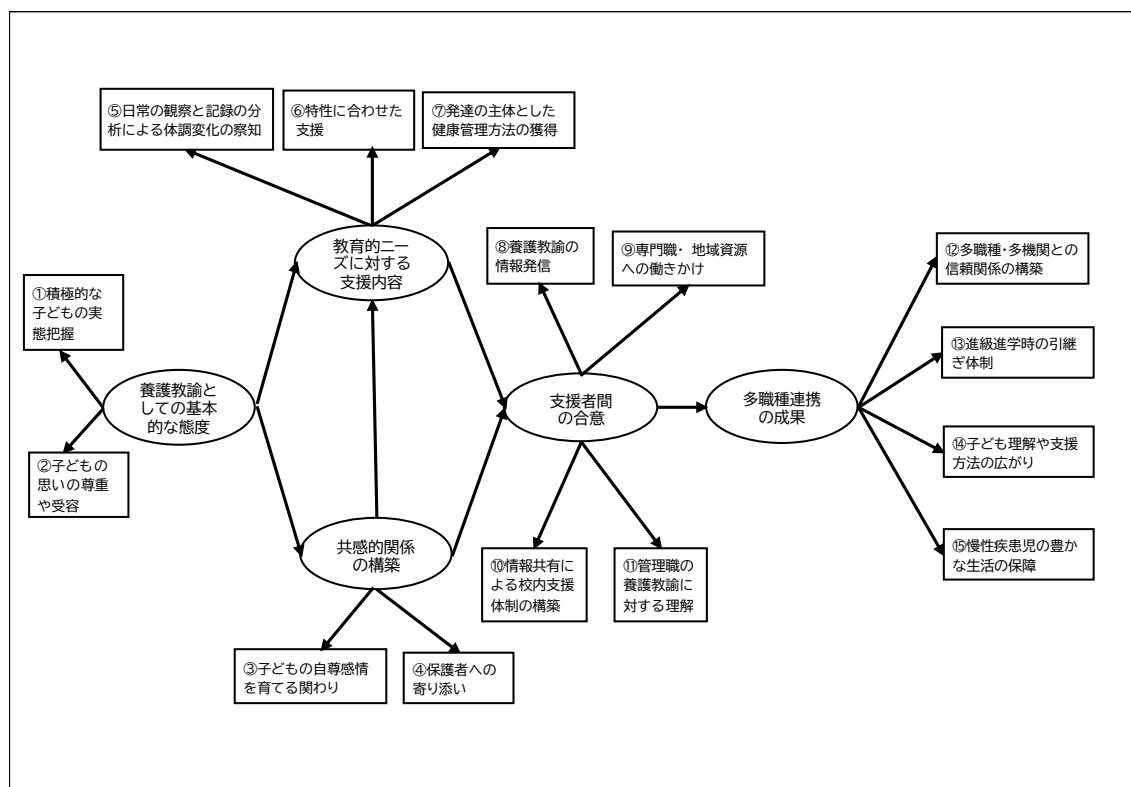 ⑤日常の観察と記録の分
析による体調変化の察知
⑥特性に合わせた
支援
⑦発達の主体とした
健康管理方法の獲得
教育的ニー
ズに対する
支援内容
⑧養護教諭の
情報発信
⑨専門職・地域資源
への働きかけ
⑫多職種・多機関との
信頼関係の構築
①積極的な
子どもの実
態把握
⑬進級進学時の引継
ぎ体制
養護教諭と
しての基本
的な態度
支援者間
の合意
多職種連携
の成果
②子どもの
思いの尊重
や受容
⑭子ども理解や支援
方法の広がり
共感的関係
の構築
⑩情報共有
による校内支援
体制の構築
⑪管理職の
養護教諭に
対する理解
⑮慢性疾患児の豊か
な生活の保障
③子どもの自尊感情
を育てる関わり
④保護者への
寄り添い